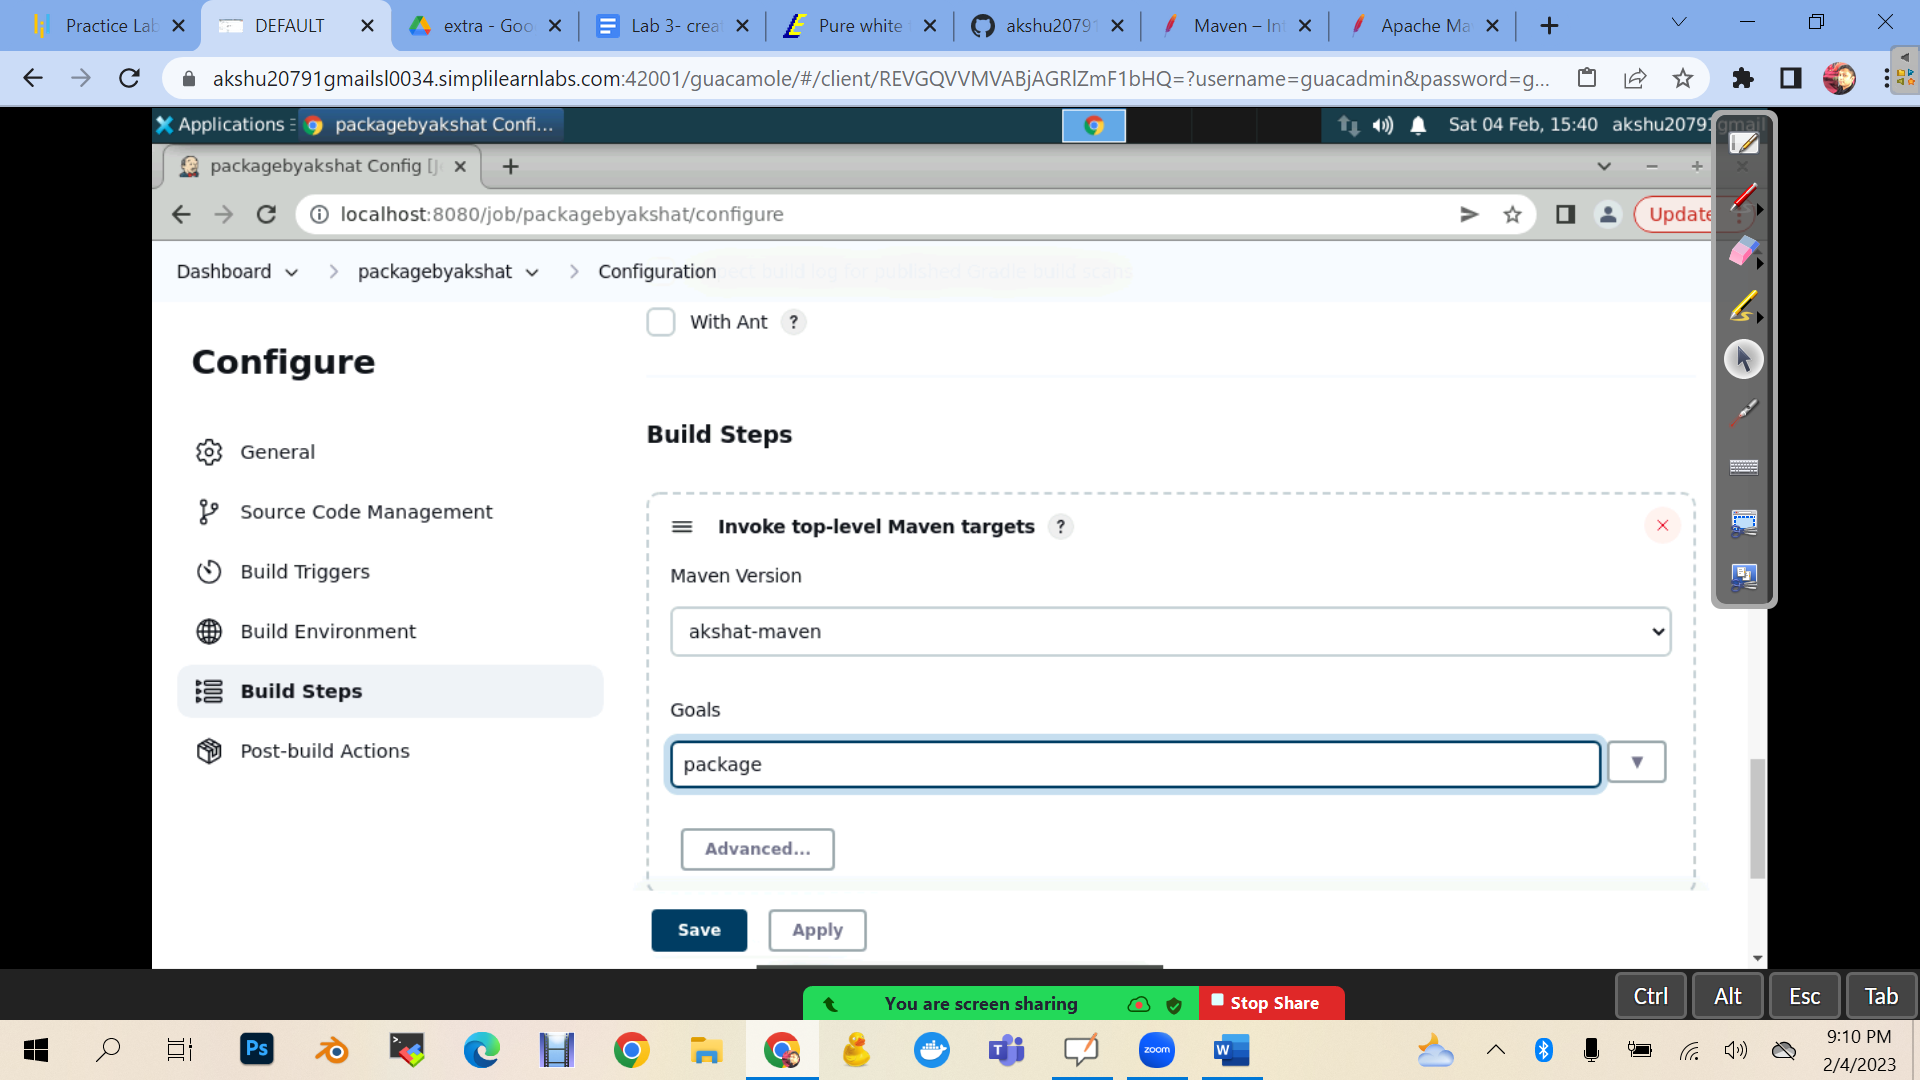 Practice Lab
DEFAULT
extra - Goo
Lab 3- crea
Pure white
akshu20791
Maven – Int
Apache Ma
akshu20791gmailsl0034.simplilearnlabs.com:42001/guacamole/#/client/REVGQVVMVABjAGRlZmF1bHQ=?username=guacadmin&password=g...
Applications
packagebyakshat Confi...
Sat 04 Feb, 15:40 akshu20791gmail
packagebyakshat Config [J
localhost:8080/job/packagebyakshat/configure
Update
Dashboard
packagebyakshat
Configuration
With Ant ?
Configure
General
Source Code Management
Build Triggers
Build Environment
Build Steps
Post-build Actions
Build Steps
Invoke top-level Maven targets ?
Maven Version
akshat-maven
Goals
package
Advanced...
Save
Apply
You are screen sharing
Stop Share
Ctrl
Alt
Esc
Tab
Ps
zoom
W
9:10 PM
2/4/2023